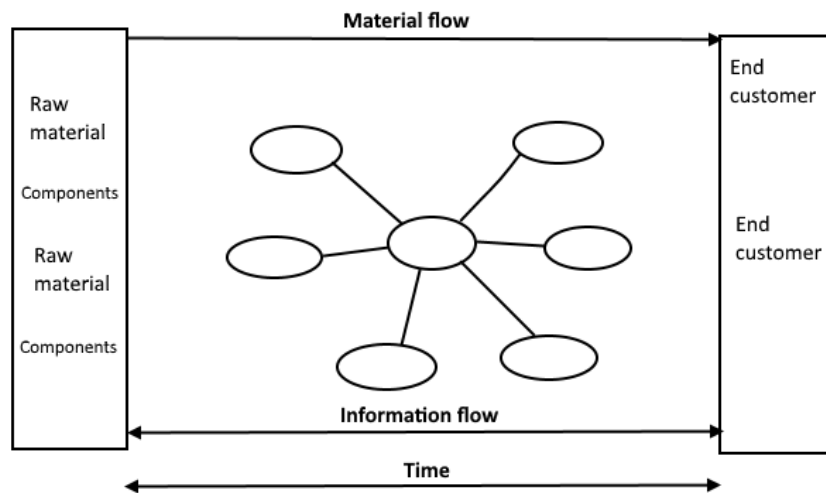 Material flow
Raw
material
Components
Raw
material
Components
End
customer
End
customer
Information flow
Time